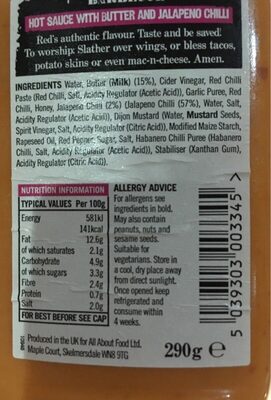 HOT SAUCE WITH BUTTER AND JALAPENO CHILLI
Red's authentic flavour. Taste and be saved!
To worship: Slather over wings, or bless tacos,
potato skins or even mac-n-cheese. Amen.
INGREDIENTS Water, Butter (Milk) (15%), Cider Vinegar, Red Chilli
Paste (Red Chilli, Salt, Acidity Regulator (Acetic Acid)), Garlic Puree, Red
Chilli, Honey, Jalapeno Chilli (2%) (Jalapeno Chilli (57%), Water, Salt,
Acidity Regulator (Acetic Acid)), Dijon Mustard (Water, Mustard Seeds,
Spirit Vinegar, Salt, Acidity Regulator (Citric Acid)), Modified Maize Starch,
Rapeseed Oil, Red Pepper, Sugar, Salt, Habanero Chilli Puree (Habanero
Chilli, Salt, Acidity Regulator (Acetic Acid)), Stabiliser (Xanthan Gum),
Acidity Regulator (Citric Acid).
NUTRITION INFORMATION
TYPICAL VALUES Per 100g
Energy 581kJ
141kcal
Fat 12.6g
of which saturates 2.1g
Carbohydrate 4.9g
of which sugars 3.3g
Fibre 2.4g
Protein 0.7g
Salt 2.0g
FOR BEST BEFORE SEE CAP
ALLERGY ADVICE
For allergens see
ingredients in bold.
May also contain
peanuts, nuts and
sesame seeds.
Suitable for
vegetarians. Store in
a cool, dry place away
from direct sunlight.
Once opened keep
refrigerated and
consume within
4 weeks.
5 039303 003345 >
Produced in the UK for All About Food Ltd.
Maple Court, Skelmersdale WN8 9TG
290g e